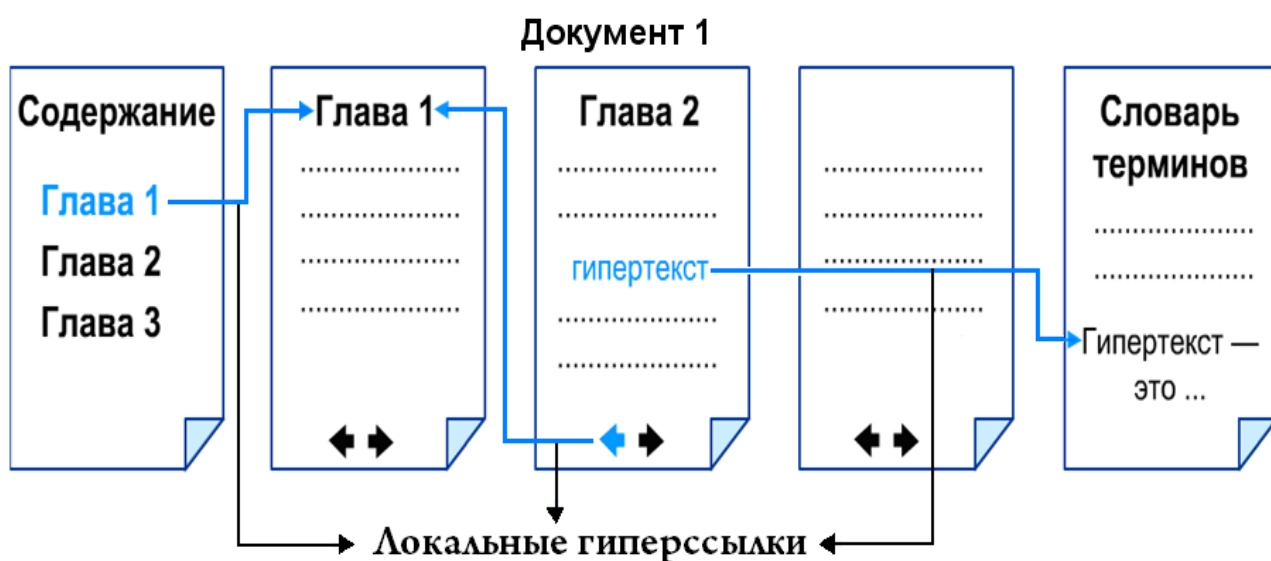 Документ 1
Содержание
Глава 1
Глава 2
Глава 3
Глава 1
Глава 2
гипертекст
Словарь
терминов
Гипертекст —
это ...
Локальные гиперссылки